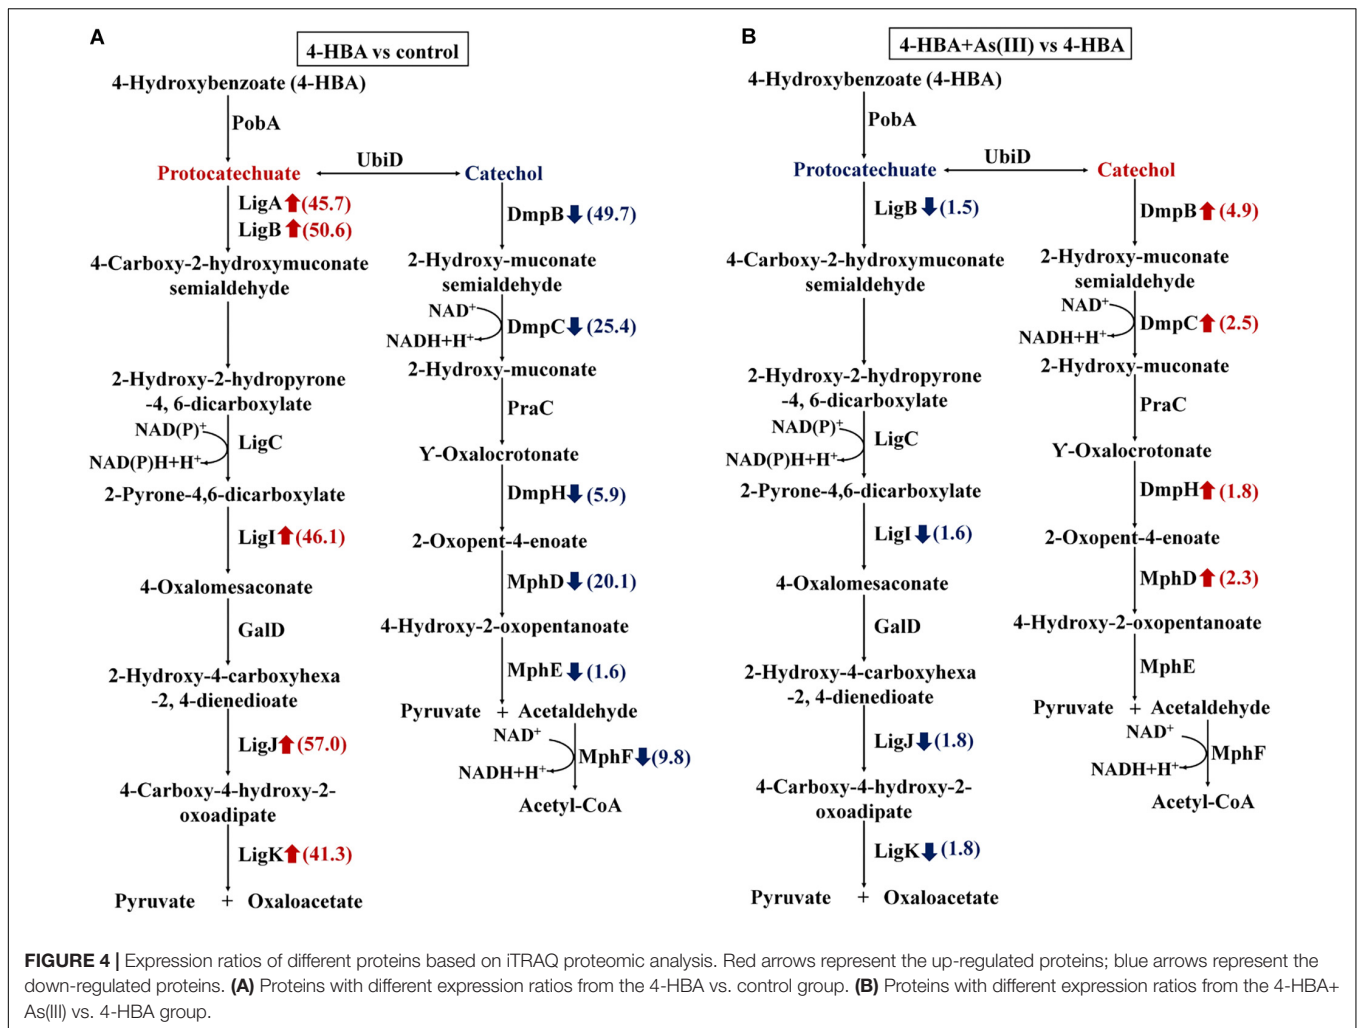 A
4-HBA vs control
4-Hydroxybenzoate (4-HBA)
PobA
UbiD
Protocatechuate
Catechol
LigA (45.7)
LigB (50.6)
DmpB (49.7)
4-Carboxy-2-hydroxymuconate
semialdehyde
2-Hydroxy-muconate
semialdehyde
NAD+
DmpC (25.4)
NADH+H+
2-Hydroxy-2-hydropyrone
-4, 6-dicarboxylate
2-Hydroxy-muconate
PraC
NAD(P)+
LigC
NAD(P)H+H+
ϒ-Oxalocrotonate
2-Pyrone-4,6-dicarboxylate
DmpH (5.9)
LigI (46.1)
2-Oxopent-4-enoate
4-Oxalomesaconate
MphD (20.1)
GalD
4-Hydroxy-2-oxopentanoate
2-Hydroxy-4-carboxyhexa
-2, 4-dienedioate
MphE (1.6)
Pyruvate + Acetaldehyde
LigJ (57.0)
NAD+
MphF (9.8)
NADH+H+
4-Carboxy-4-hydroxy-2-
oxoadipate
Acetyl-CoA
LigK (41.3)
Pyruvate + Oxaloacetate
B
4-HBA+As(III) vs 4-HBA
4-Hydroxybenzoate (4-HBA)
PobA
UbiD
Protocatechuate
Catechol
LigB (1.5)
DmpB (4.9)
4-Carboxy-2-hydroxymuconate
semialdehyde
2-Hydroxy-muconate
semialdehyde
NAD+
DmpC (2.5)
NADH+H+
2-Hydroxy-2-hydropyrone
-4, 6-dicarboxylate
2-Hydroxy-muconate
PraC
NAD(P)+
LigC
NAD(P)H+H+
ϒ-Oxalocrotonate
2-Pyrone-4,6-dicarboxylate
DmpH (1.8)
LigI (1.6)
2-Oxopent-4-enoate
4-Oxalomesaconate
MphD (2.3)
GalD
4-Hydroxy-2-oxopentanoate
2-Hydroxy-4-carboxyhexa
-2, 4-dienedioate
MphE
Pyruvate + Acetaldehyde
LigJ (1.8)
NAD+
MphF
NADH+H+
4-Carboxy-4-hydroxy-2-
oxoadipate
Acetyl-CoA
LigK (1.8)
Pyruvate + Oxaloacetate
FIGURE 4 | Expression ratios of different proteins based on iTRAQ proteomic analysis. Red arrows represent the up-regulated proteins; blue arrows represent the
down-regulated proteins. (A) Proteins with different expression ratios from the 4-HBA vs. control group. (B) Proteins with different expression ratios from the 4-HBA+
As(III) vs. 4-HBA group.